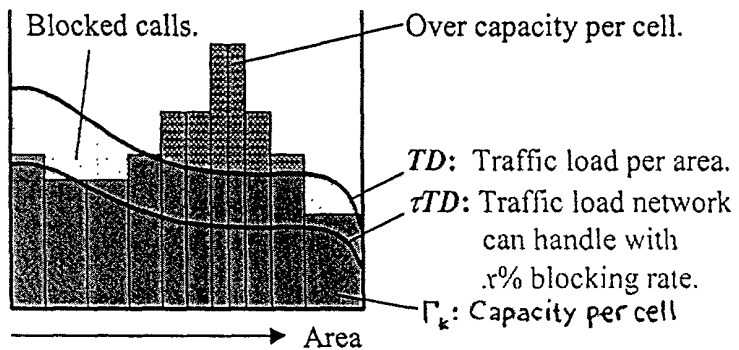 Blocked calls.
Over capacity per cell.
TD: Traffic load per area.
τTD: Traffic load network
can handle with
x% blocking rate.
Γk: Capacity per cell
Area